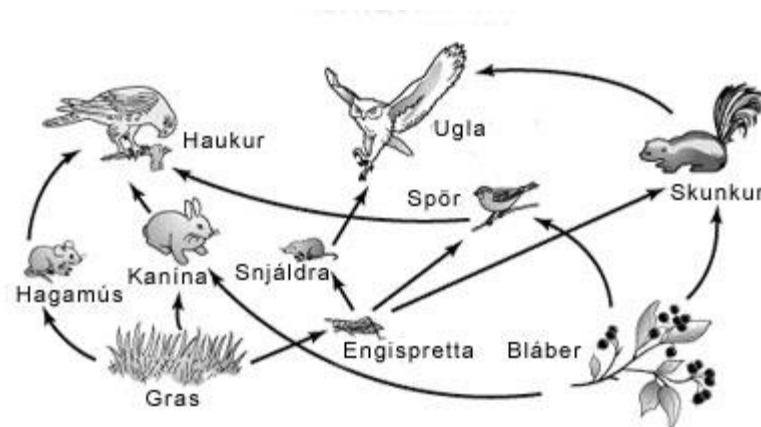 Haukur
Ugla
Spör
Skunkur
Hagamús
Kanína
Snjáldra
Engispretta
Bláber
Gras